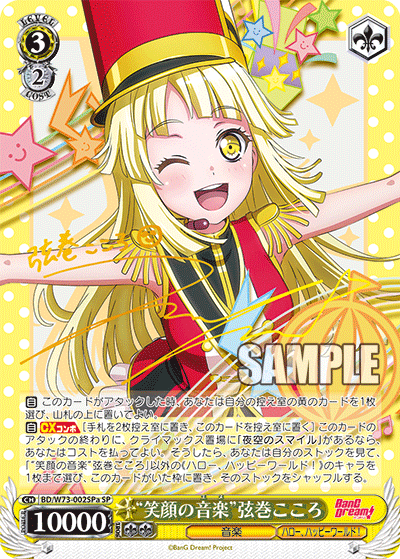 3
2
COST
弦巻こころ
SAMPLE
自 このカードがアタックした時、あなたは自分の控え室の黄のカードを1枚
選び、山札の上に置いてよい。
自 CXコンボ [手札を2枚控え室に置き、このカードを控え室に置く] このカードの
アタックの終わりに、クライマックス置場に「夜空のスマイル」があるなら、
あなたはコストを払ってよい。そうしたら、あなたは自分のストックを見て、
「“笑顔の音楽”弦巻こころ」以外の《ハロー、ハッピーワールド！》のキャラを
1枚まで選び、このカードがいた枠に置き、そのストックをシャッフルする。
CH BD/W73-002SPa SP
10000
“笑顔の音楽”弦巻こころ
BanG Dream!
音楽
ハロー、ハッピーワールド！
©BanG Dream! Project